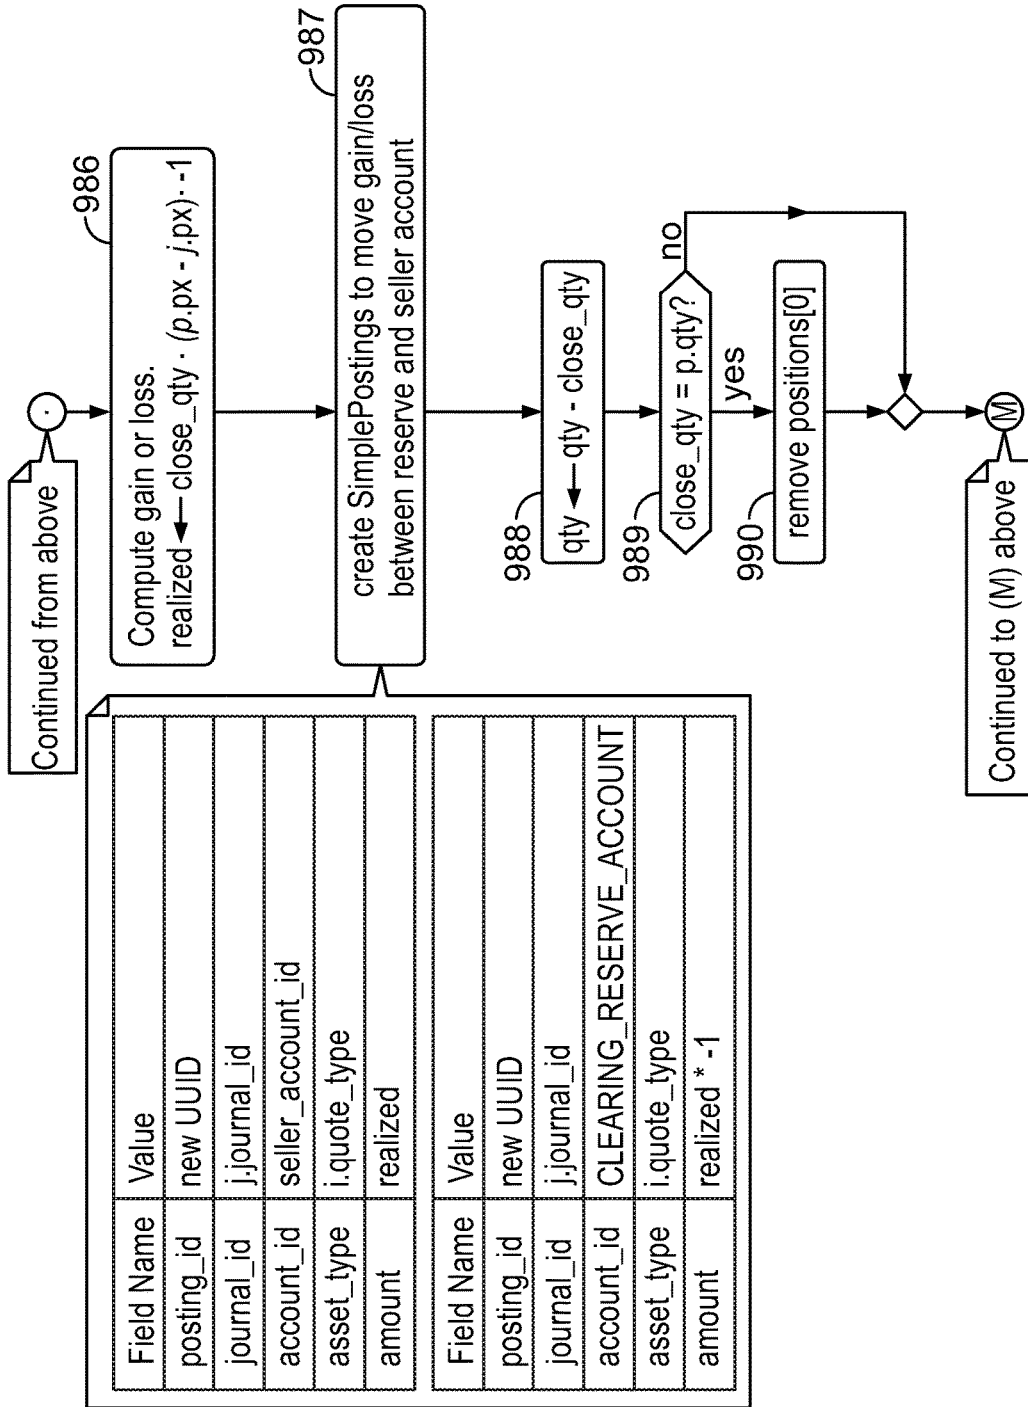 Continued from above
.
986
Compute gain or loss.
realized ← close_qty · (p.px - j.px)· -1
987
create SimplePostings to move gain/loss
between reserve and seller account
Field Name Value
posting_id new UUID
journal_id j.journal_id
account_id seller_account_id
asset_type i.quote_type
amount realized
Field Name Value
posting_id new UUID
journal_id j.journal_id
account_id CLEARING_RESERVE_ACCOUNT
asset_type i.quote_type
amount realized * -1
988
qty ← qty - close_qty
989
close_qty = p.qty?
no
yes
990
remove positions[0]
M
Continued to (M) above